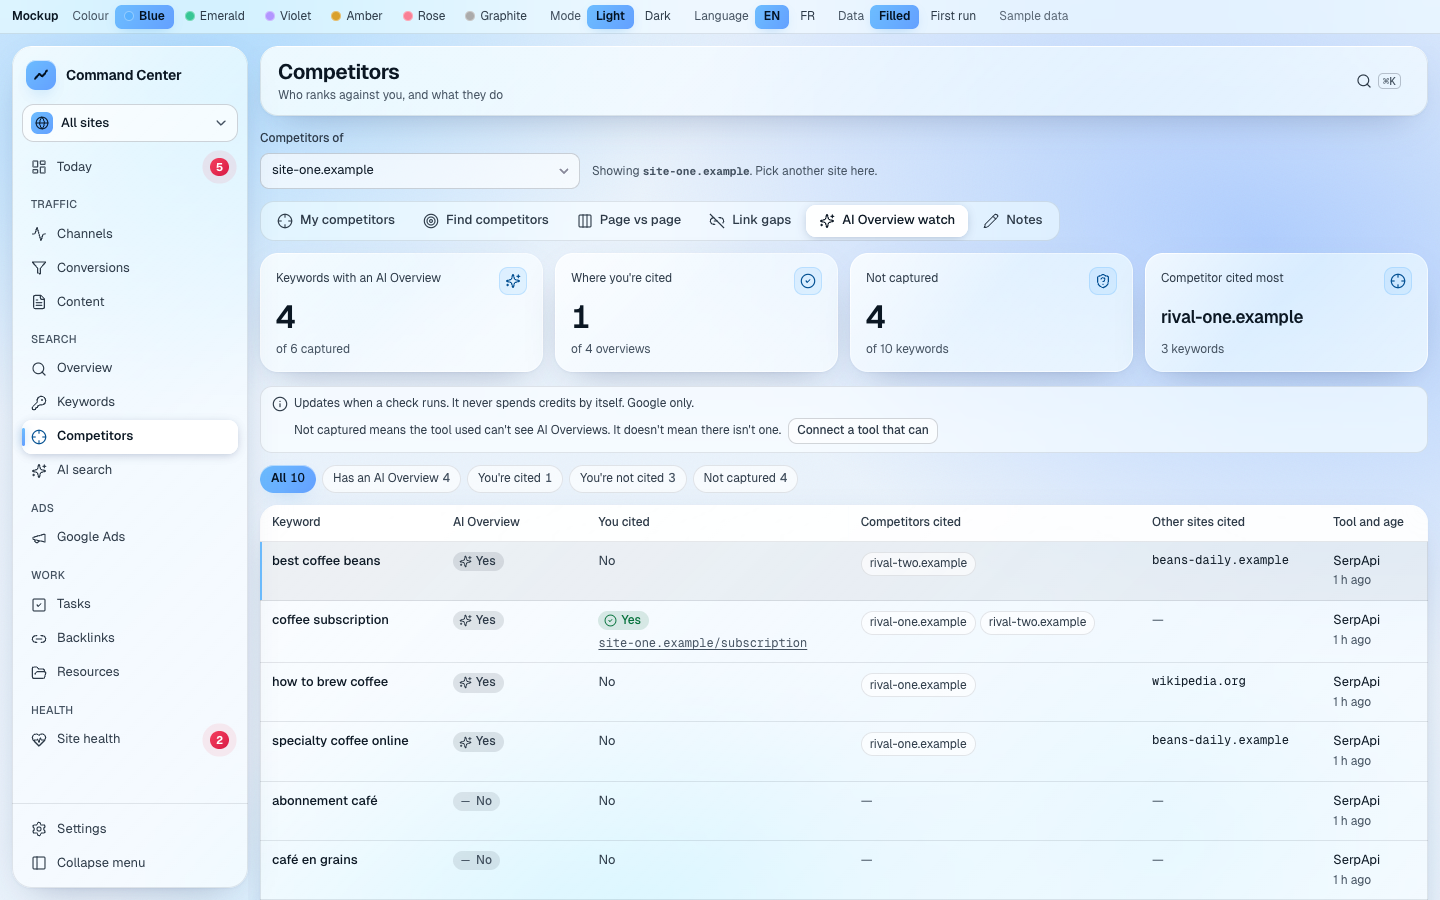 Mockup Colour Blue Emerald Violet Amber Rose Graphite Mode Light Dark Language EN FR Data Filled First run Sample data
Command Center
All sites
Today 5
TRAFFIC
Channels
Conversions
Content
SEARCH
Overview
Keywords
Competitors
AI search
ADS
Google Ads
WORK
Tasks
Backlinks
Resources
HEALTH
Site health 2
Settings
Collapse menu
Competitors
Who ranks against you, and what they do
⌘K
Competitors of
site-one.example
Showing site-one.example. Pick another site here.
My competitors Find competitors Page vs page Link gaps AI Overview watch Notes
Keywords with an AI Overview
4
of 6 captured
Where you're cited
1
of 4 overviews
Not captured
4
of 10 keywords
Competitor cited most
rival-one.example
3 keywords
Updates when a check runs. It never spends credits by itself. Google only.
Not captured means the tool used can't see AI Overviews. It doesn't mean there isn't one. Connect a tool that can
All 10 Has an AI Overview 4 You're cited 1 You're not cited 3 Not captured 4
Keyword AI Overview You cited Competitors cited Other sites cited Tool and age
best coffee beans Yes No rival-two.example beans-daily.example SerpApi
1 h ago
coffee subscription Yes Yes rival-one.example rival-two.example — SerpApi
site-one.example/subscription 1 h ago
how to brew coffee Yes No rival-one.example wikipedia.org SerpApi
1 h ago
specialty coffee online Yes No rival-one.example beans-daily.example SerpApi
1 h ago
abonnement café — No No — — SerpApi
1 h ago
café en grains — No No — — SerpApi
1 h ago